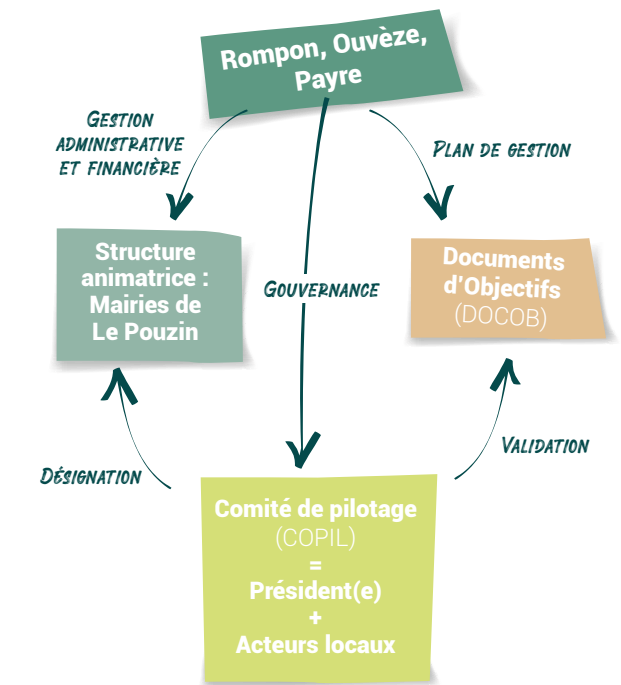 Rompon, Ouvèze,
Payre
Gestion
administrative
et financière
Plan de gestion
Structure
animatrice :
Mairies de
Le Pouzin
Gouvernance
Documents
d'Objectifs
(DOCOB)
Désignation
Validation
Comité de pilotage
(COPIL)
=
Président(e)
+
Acteurs locaux